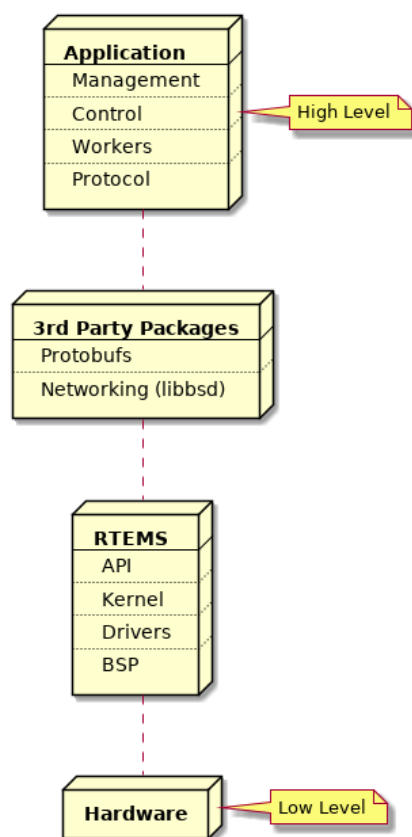 Application
Management
Control
High Level
Workers
Protocol
3rd Party Packages
Protobufs
Networking (libbsd)
RTEMS
API
Kernel
Drivers
BSP
Hardware
Low Level